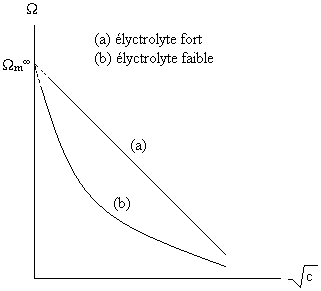 Ω
(a) élyctrolyte fort
(b) élyctrolyte faible
Ωm∞
(a)
(b)
√c